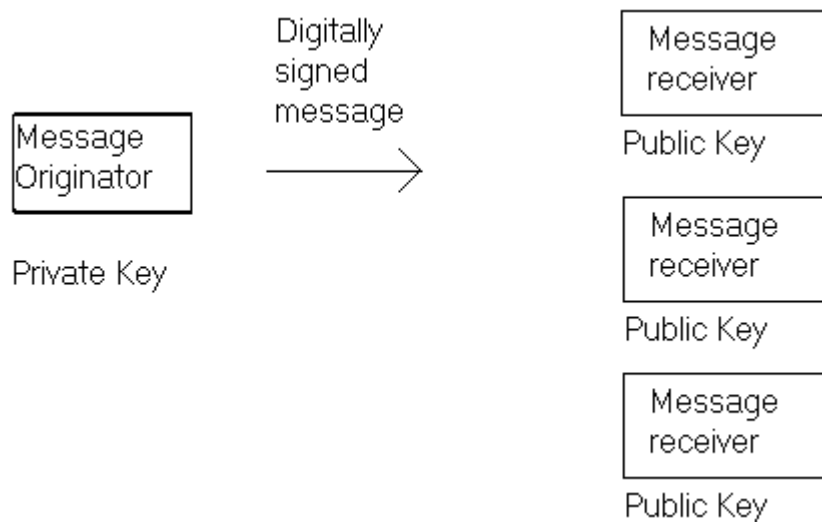 Digitally
signed
message
Message
Originator
Private Key
Message
receiver
Public Key
Message
receiver
Public Key
Message
receiver
Public Key